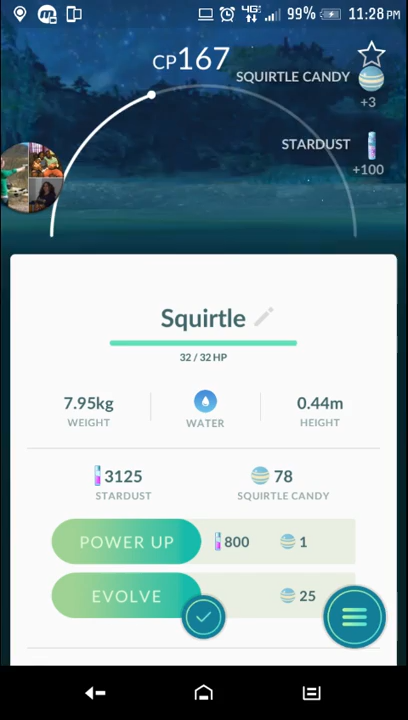 4G 99% 11:28 PM
CP167
SQUIRTLE CANDY
+3
STARDUST
+100
Squirtle
32 / 32 HP
7.95kg 0.44m
WEIGHT WATER HEIGHT
3125 78
STARDUST SQUIRTLE CANDY
POWER UP 800 1
EVOLVE 25